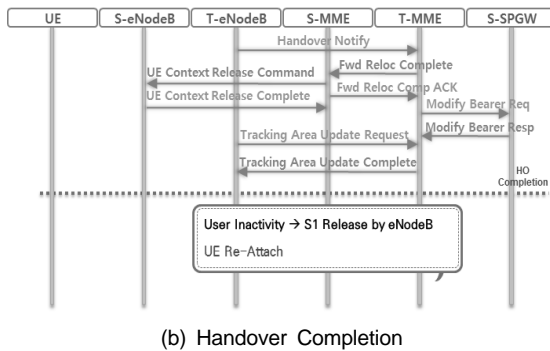 UE S-eNodeB T-eNodeB S-MME T-MME S-SPGW
Handover Notify
Fwd Reloc Complete
UE Context Release Command
Fwd Reloc Comp ACK
UE Context Release Complete
Modify Bearer Req
Modify Bearer Resp
Tracking Area Update Request
Tracking Area Update Complete
HO
Completion
User Inactivity → S1 Release by eNodeB
UE Re-Attach
(b) Handover Completion